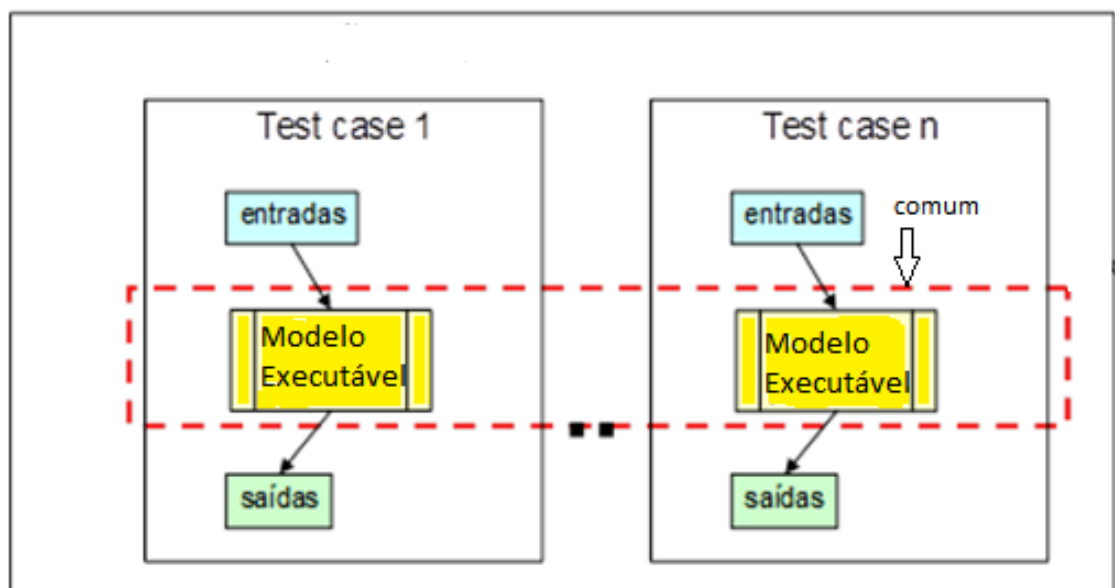 Test case 1
Test case n
entradas
entradas
comum
Modelo
Executável
Modelo
Executável
saídas
saídas